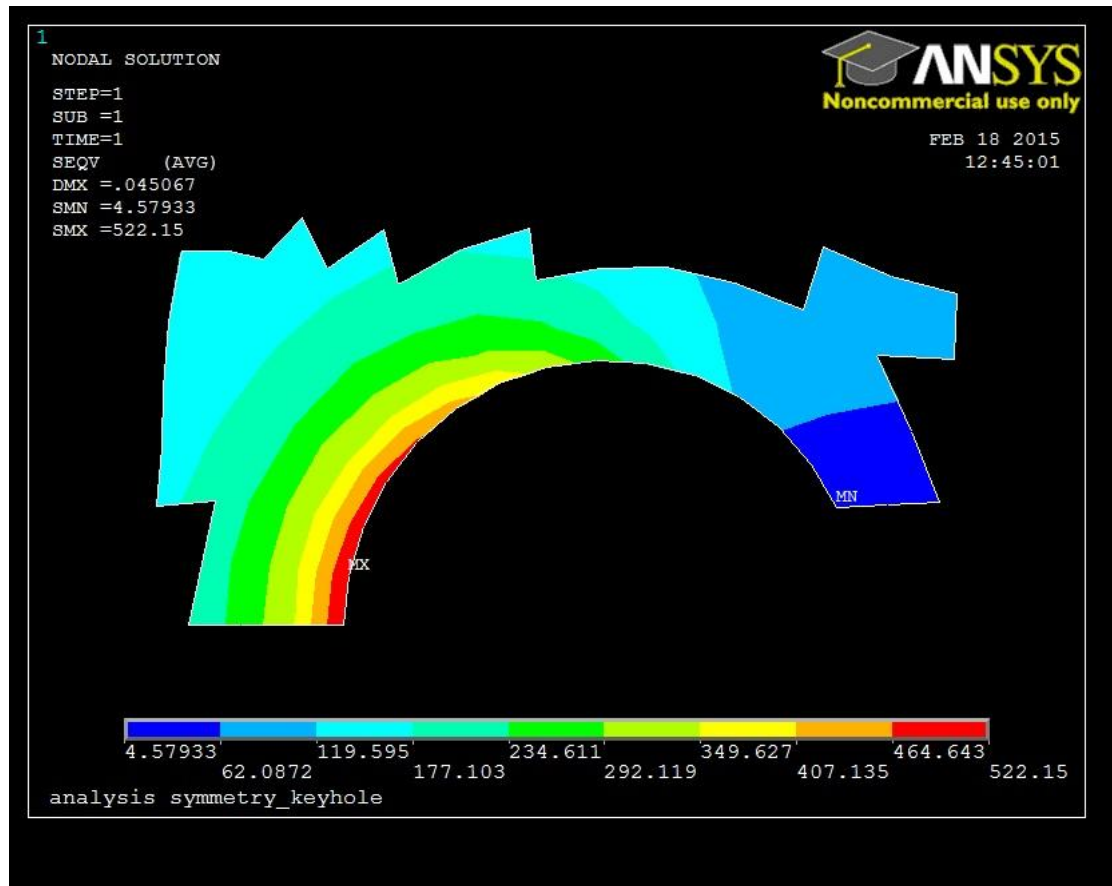 1
NODAL SOLUTION
STEP=1
SUB =1
TIME=1
SEQV (AVG)
DMX =.045067
SMN =4.57933
SMX =522.15
ANSYS
Noncommercial use only
FEB 18 2015
12:45:01
MX
MN
4.57933 119.595 234.611 349.627 464.643
62.0872 177.103 292.119 407.135 522.15
analysis symmetry_keyhole